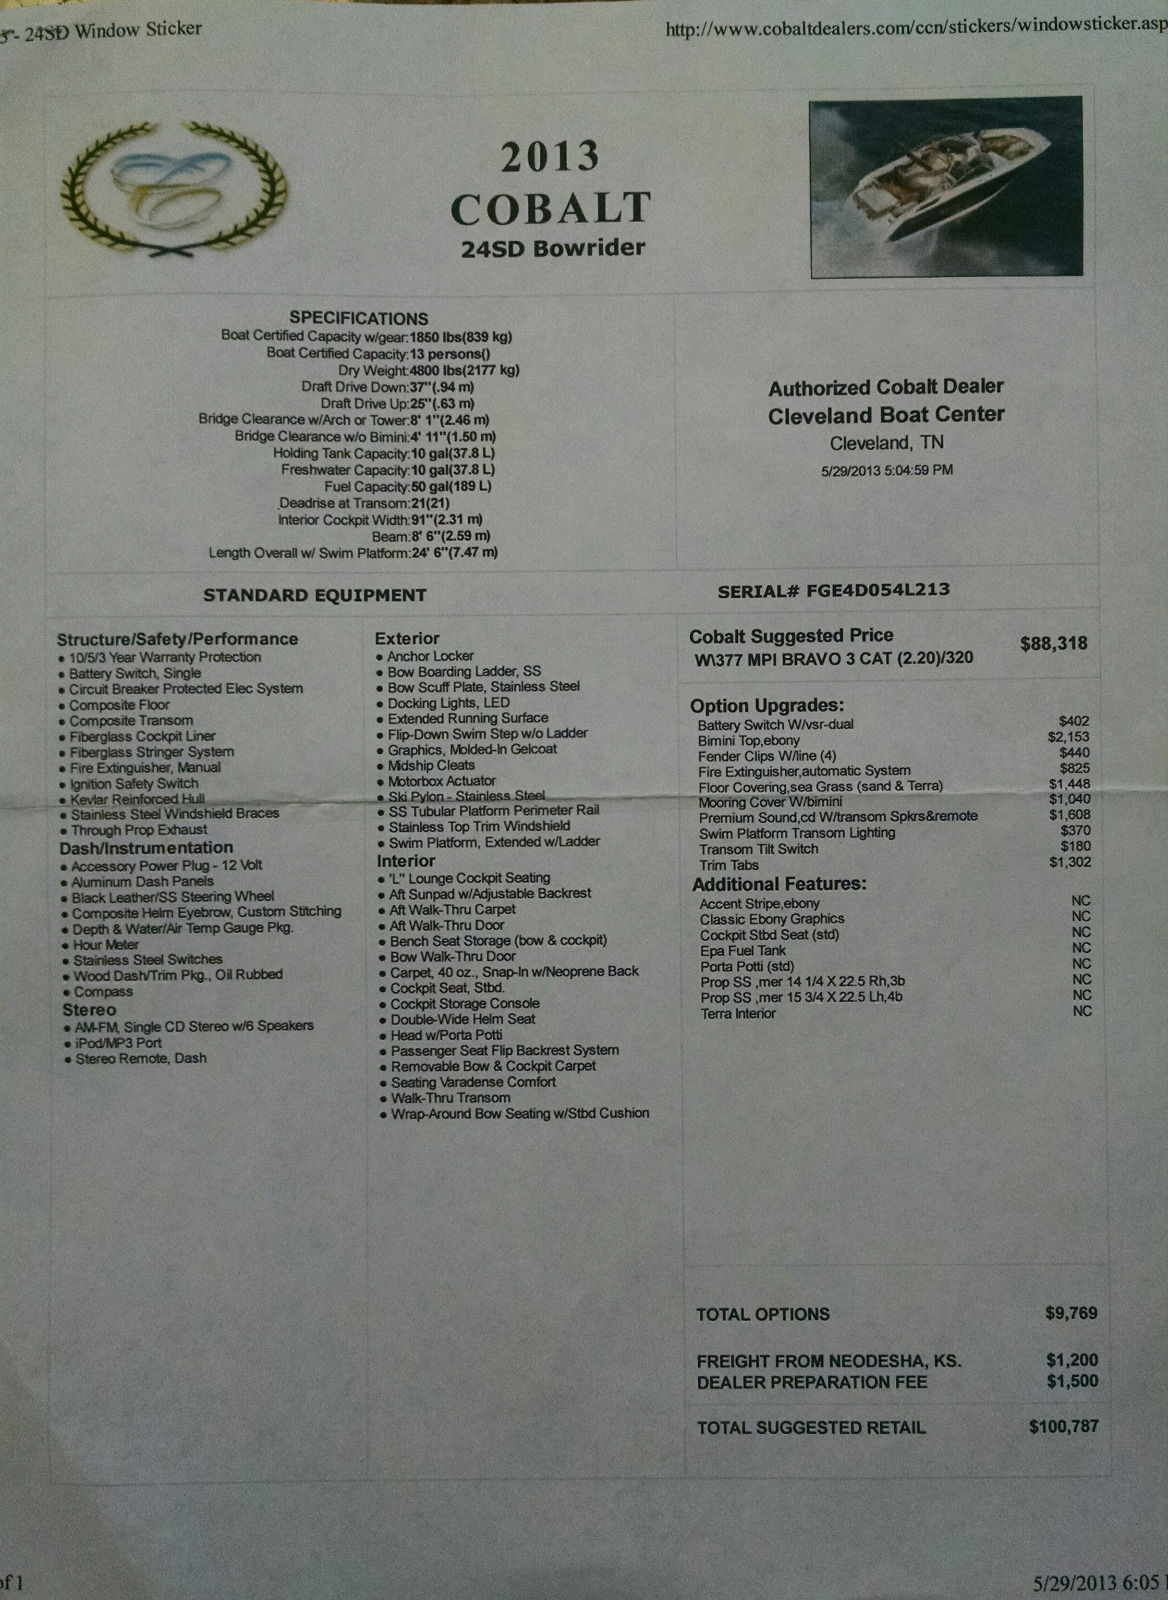 - 24SD Window Sticker
http://www.cobaltdealers.com/ccn/stickers/windowsticker.asp
2013
COBALT
24SD Bowrider
SPECIFICATIONS
Boat Certified Capacity w/gear:1850 lbs(839 kg)
Boat Certified Capacity:13 persons()
Dry Weight:4800 lbs(2177 kg)
Draft Drive Down:37"(.94 m)
Draft Drive Up:25"(.63 m)
Bridge Clearance w/Arch or Tower:8' 1"(2.46 m)
Bridge Clearance w/o Bimini:4' 11"(1.50 m)
Holding Tank Capacity:10 gal(37.8 L)
Freshwater Capacity:10 gal(37.8 L)
Fuel Capacity:50 gal(189 L)
Deadrise at Transom:21(21)
Interior Cockpit Width:91"(2.31 m)
Beam:8' 6"(2.59 m)
Length Overall w/ Swim Platform:24' 6"(7.47 m)
Authorized Cobalt Dealer
Cleveland Boat Center
Cleveland, TN
5/29/2013 5:04:59 PM
STANDARD EQUIPMENT
Structure/Safety/Performance
• 10/5/3 Year Warranty Protection
• Battery Switch, Single
• Circuit Breaker Protected Elec System
• Composite Floor
• Composite Transom
• Fiberglass Cockpit Liner
• Fiberglass Stringer System
• Fire Extinguisher, Manual
• Ignition Safety Switch
• Kevlar Reinforced Hull
• Stainless Steel Windshield Braces
• Through Prop Exhaust
Dash/Instrumentation
• Accessory Power Plug - 12 Volt
• Aluminum Dash Panels
• Black Leather/SS Steering Wheel
• Composite Helm Eyebrow, Custom Stitching
• Depth & Water/Air Temp Gauge Pkg.
• Hour Meter
• Stainless Steel Switches
• Wood Dash/Trim Pkg., Oil Rubbed
• Compass
Stereo
• AM-FM, Single CD Stereo w/6 Speakers
• iPod/MP3 Port
• Stereo Remote, Dash
Exterior
• Anchor Locker
• Bow Boarding Ladder, SS
• Bow Scuff Plate, Stainless Steel
• Docking Lights, LED
• Extended Running Surface
• Flip-Down Swim Step w/o Ladder
• Graphics, Molded-In Gelcoat
• Midship Cleats
• Motorbox Actuator
• Ski Pylon - Stainless Steel
• SS Tubular Platform Perimeter Rail
• Stainless Top Trim Windshield
• Swim Platform, Extended w/Ladder
Interior
• "L" Lounge Cockpit Seating
• Aft Sunpad w/Adjustable Backrest
• Aft Walk-Thru Carpet
• Aft Walk-Thru Door
• Bench Seat Storage (bow & cockpit)
• Bow Walk-Thru Door
• Carpet, 40 oz., Snap-In w/Neoprene Back
• Cockpit Seat, Stbd.
• Cockpit Storage Console
• Double-Wide Helm Seat
• Head w/Porta Potti
• Passenger Seat Flip Backrest System
• Removable Bow & Cockpit Carpet
• Seating Varadense Comfort
• Walk-Thru Transom
• Wrap-Around Bow Seating w/Stbd Cushion
SERIAL# FGE4D054L213
Cobalt Suggested Price $88,318
W\377 MPI BRAVO 3 CAT (2.20)/320
Option Upgrades:
Battery Switch W/vsr-dual $402
Bimini Top,ebony $2,153
Fender Clips W/line (4) $440
Fire Extinguisher,automatic System $825
Floor Covering,sea Grass (sand & Terra) $1,448
Mooring Cover W/bimini $1,040
Premium Sound,cd W/transom Spkrs&remote $1,608
Swim Platform Transom Lighting $370
Transom Tilt Switch $180
Trim Tabs $1,302
Additional Features:
Accent Stripe,ebony NC
Classic Ebony Graphics NC
Cockpit Stbd Seat (std) NC
Epa Fuel Tank NC
Porta Potti (std) NC
Prop SS ,mer 14 1/4 X 22.5 Rh,3b NC
Prop SS ,mer 15 3/4 X 22.5 Lh,4b NC
Terra Interior NC
TOTAL OPTIONS $9,769
FREIGHT FROM NEODESHA, KS. $1,200
DEALER PREPARATION FEE $1,500
TOTAL SUGGESTED RETAIL $100,787
of 1
5/29/2013 6:05